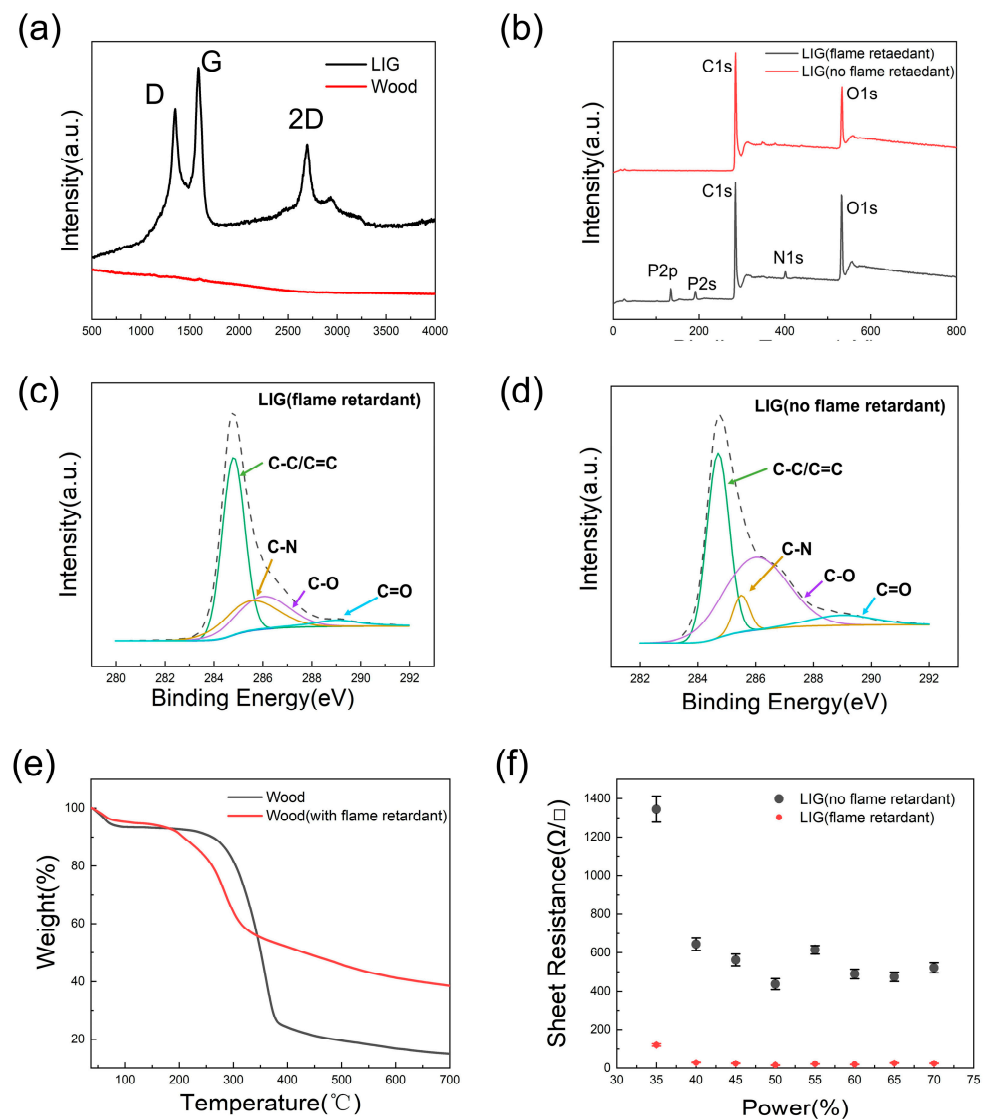 (a)
Intensity(a.u.)
D
G
2D
LIG
Wood
500 1000 1500 2000 2500 3000 3500 4000
(b)
Intensity(a.u.)
LIG(flame retaedant)
LIG(no flame retaedant)
C1s
O1s
C1s
O1s
N1s
P2p
P2s
0 200 400 600 800
(c)
Intensity(a.u.)
LIG(flame retardant)
C-C/C=C
C-N
C-O
C=O
280 282 284 286 288 290 292
Binding Energy(eV)
(d)
Intensity(a.u.)
LIG(no flame retardant)
C-C/C=C
C-N
C-O
C=O
282 284 286 288 290 292
Binding Energy(eV)
(e)
Weight(%)
Wood
Wood(with flame retardant)
100
80
60
40
20
100 200 300 400 500 600 700
Temperature(℃)
(f)
Sheet Resistance(Ω/□)
LIG(no flame retardant)
LIG(flame retardant)
1400
1200
1000
800
600
400
200
0
30 35 40 45 50 55 60 65 70 75
Power(%)